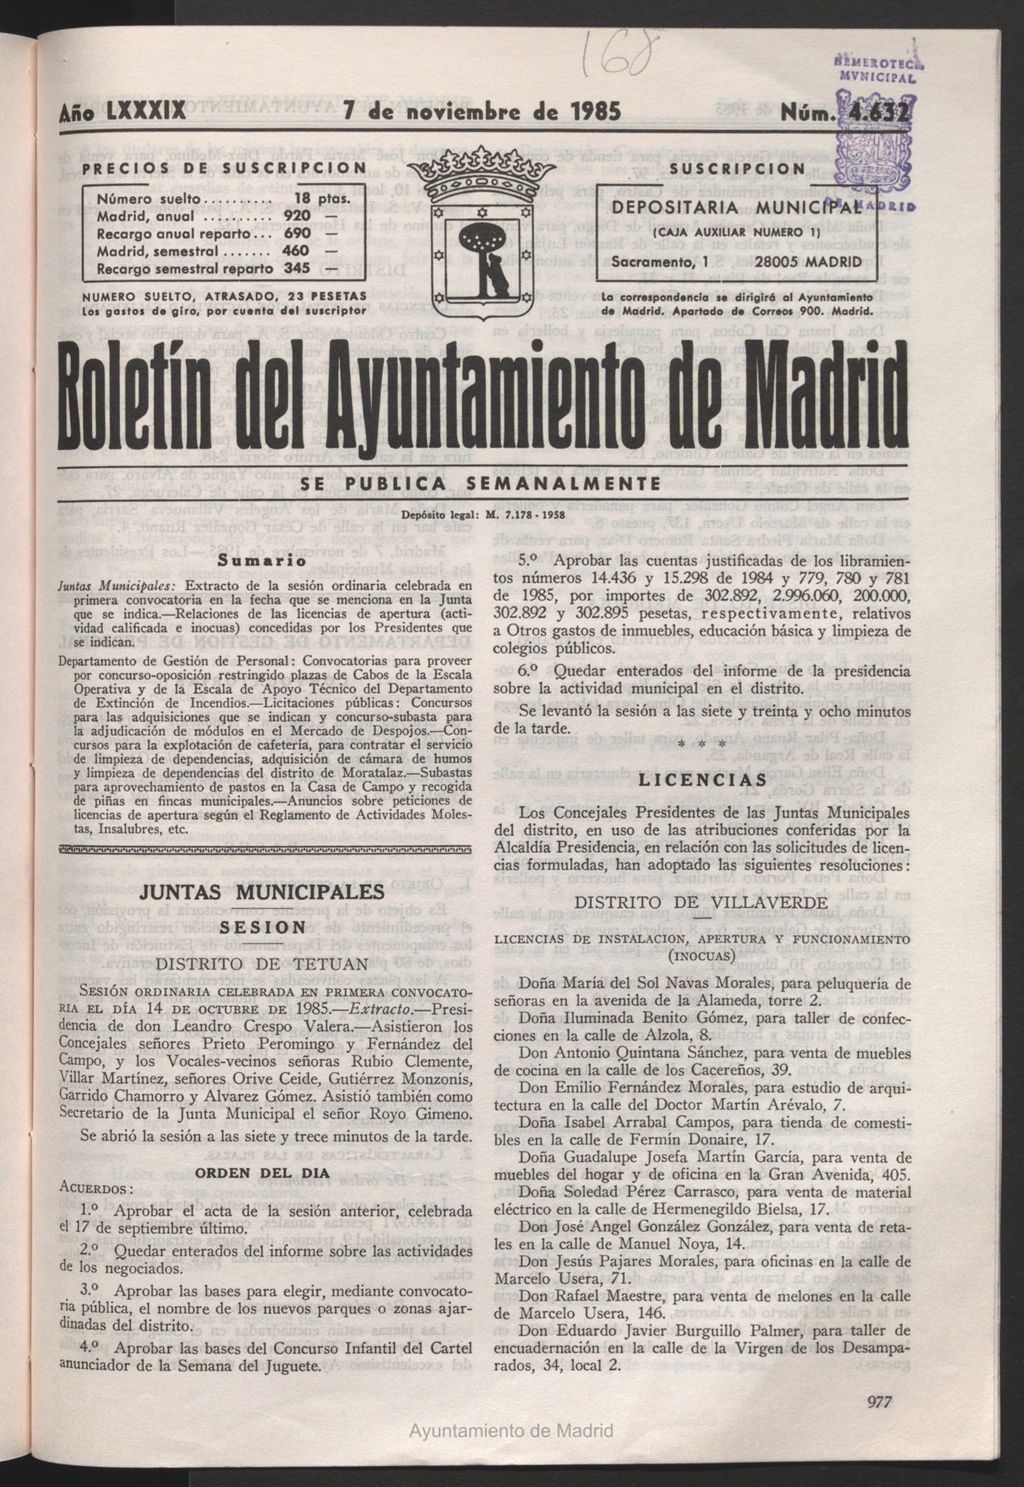 168
HEMEROTECA
MVNICIPAL
DE MADRID
Año LXXXIX 7 de noviembre de 1985 Núm. 4.632
PRECIOS DE SUSCRIPCION
Número suelto.......... 18 ptas.
Madrid, anual .......... 920 —
Recargo anual reparto... 690 —
Madrid, semestral ....... 460 —
Recargo semestral reparto 345 —
NUMERO SUELTO, ATRASADO, 23 PESETAS
Los gastos de giro, por cuenta del suscriptor
SUSCRIPCION
DEPOSITARIA MUNICIPAL
(CAJA AUXILIAR NUMERO 1)
Sacramento, 1 28005 MADRID
La correspondencia se dirigirá al Ayuntamiento
de Madrid. Apartado de Correos 900. Madrid.
Boletín del Ayuntamiento de Madrid
SE PUBLICA SEMANALMENTE
Depósito legal: M. 7.178 - 1958
Sumario
Juntas Municipales: Extracto de la sesión ordinaria celebrada en
primera convocatoria en la fecha que se menciona en la Junta
que se indica.—Relaciones de las licencias de apertura (acti-
vidad calificada e inocuas) concedidas por los Presidentes que
se indican.
Departamento de Gestión de Personal: Convocatorias para proveer
por concurso-oposición restringido plazas de Cabos de la Escala
Operativa y de la Escala de Apoyo Técnico del Departamento
de Extinción de Incendios.—Licitaciones públicas: Concursos
para las adquisiciones que se indican y concurso-subasta para
la adjudicación de módulos en el Mercado de Despojos.—Con-
cursos para la explotación de cafetería, para contratar el servicio
de limpieza de dependencias, adquisición de cámara de humos
y limpieza de dependencias del distrito de Moratalaz.—Subastas
para aprovechamiento de pastos en la Casa de Campo y recogida
de piñas en fincas municipales.—Anuncios sobre peticiones de
licencias de apertura según el Reglamento de Actividades Moles-
tas, Insalubres, etc.
JUNTAS MUNICIPALES
SESION
DISTRITO DE TETUAN
SESIÓN ORDINARIA CELEBRADA EN PRIMERA CONVOCATO-
RIA EL DÍA 14 DE OCTUBRE DE 1985.—Extracto.—Presi-
dencia de don Leandro Crespo Valera.—Asistieron los
Concejales señores Prieto Peromingo y Fernández del
Campo, y los Vocales-vecinos señoras Rubio Clemente,
Villar Martínez, señores Orive Ceide, Gutiérrez Monzonís,
Garrido Chamorro y Alvarez Gómez. Asistió también como
Secretario de la Junta Municipal el señor Royo Gimeno.
Se abrió la sesión a las siete y trece minutos de la tarde.
ORDEN DEL DIA
ACUERDOS:
1.º Aprobar el acta de la sesión anterior, celebrada
el 17 de septiembre último.
2.º Quedar enterados del informe sobre las actividades
de los negociados.
3.º Aprobar las bases para elegir, mediante convocato-
ria pública, el nombre de los nuevos parques o zonas ajar-
dinadas del distrito.
4.º Aprobar las bases del Concurso Infantil del Cartel
anunciador de la Semana del Juguete.
5.º Aprobar las cuentas justificadas de los libramien-
tos números 14.436 y 15.298 de 1984 y 779, 780 y 781
de 1985, por importes de 302.892, 2.996.060, 200.000,
302.892 y 302.895 pesetas, respectivamente, relativos
a Otros gastos de inmuebles, educación básica y limpieza de
colegios públicos.
6.º Quedar enterados del informe de la presidencia
sobre la actividad municipal en el distrito.
Se levantó la sesión a las siete y treinta y ocho minutos
de la tarde.
* * *
LICENCIAS
Los Concejales Presidentes de las Juntas Municipales
del distrito, en uso de las atribuciones conferidas por la
Alcaldía Presidencia, en relación con las solicitudes de licen-
cias formuladas, han adoptado las siguientes resoluciones:
DISTRITO DE VILLAVERDE
LICENCIAS DE INSTALACION, APERTURA Y FUNCIONAMIENTO
(INOCUAS)
Doña María del Sol Navas Morales, para peluquería de
señoras en la avenida de la Alameda, torre 2.
Doña Iluminada Benito Gómez, para taller de confec-
ciones en la calle de Alzola, 8.
Don Antonio Quintana Sánchez, para venta de muebles
de cocina en la calle de los Cacereños, 39.
Don Emilio Fernández Morales, para estudio de arqui-
tectura en la calle del Doctor Martín Arévalo, 7.
Doña Isabel Arrabal Campos, para tienda de comesti-
bles en la calle de Fermín Donaire, 17.
Doña Guadalupe Josefa Martín García, para venta de
muebles del hogar y de oficina en la Gran Avenida, 405.
Doña Soledad Pérez Carrasco, para venta de material
eléctrico en la calle de Hermenegildo Bielsa, 17.
Don José Angel González González, para venta de reta-
les en la calle de Manuel Noya, 14.
Don Jesús Pajares Morales, para oficinas en la calle de
Marcelo Usera, 71.
Don Rafael Maestre, para venta de melones en la calle
de Marcelo Usera, 146.
Don Eduardo Javier Burguillo Palmer, para taller de
encuadernación en la calle de la Virgen de los Desampa-
rados, 34, local 2.
977
Ayuntamiento de Madrid